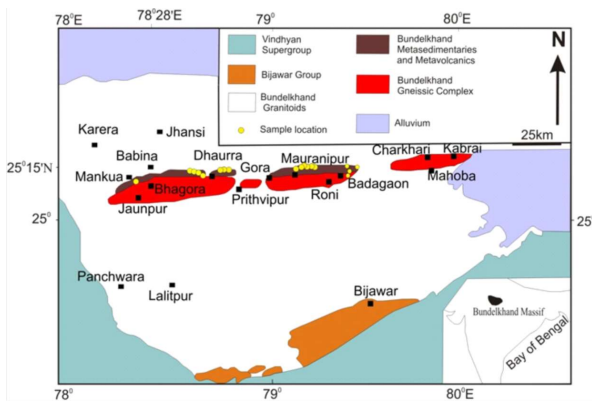 78°E
78°28'E
79°
80°E
Vindhyan
Supergroup
Bijawar Group
Bundelkhand
Granitoids
Sample location
Bundelkhand
Metasedimentaries
and Metavolcanics
Bundelkhand
Gneissic Complex
Alluvium
N
25km
Karera
Jhansi
Babina
Dhaurra
Mauranipur
Charkhari
Kabrai
25°15'N
Mankua
Gora
Bhagora
Badagaon
Mahoba
Jaunpur
Prithvipur
Roni
25°
25°
Panchwara
Lalitpur
Bijawar
Bundelkhand Massif
Bay of Bengal
78°
79°
80°E